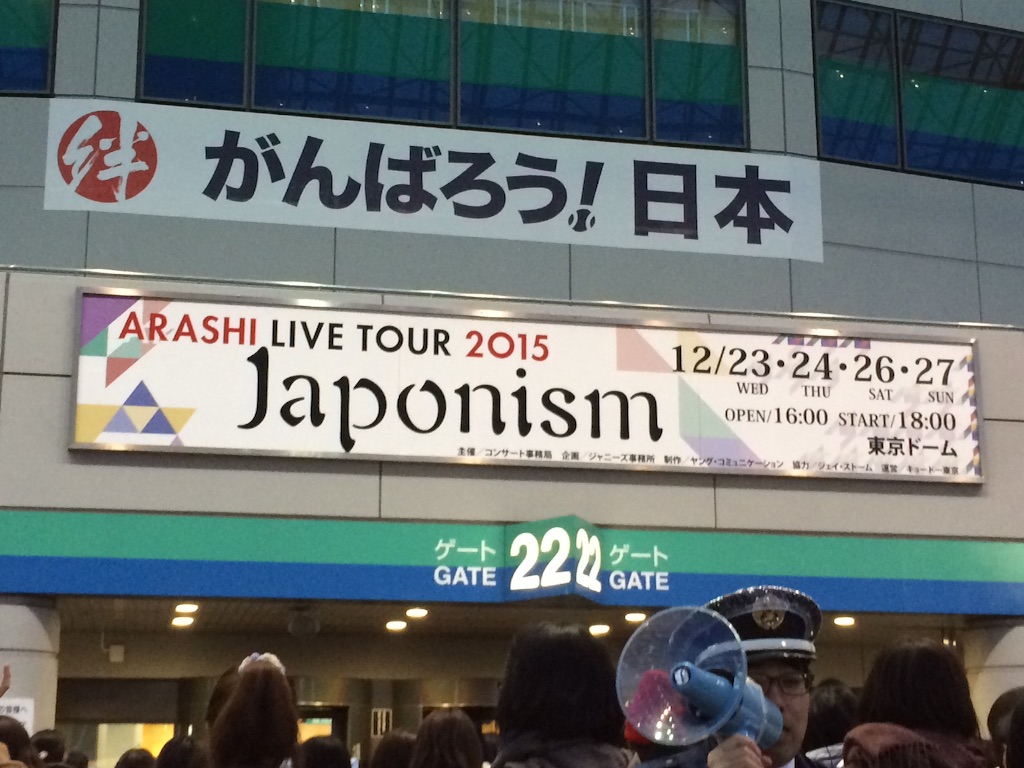 絆 がんばろう!日本
ARASHI LIVE TOUR 2015
Japonism
12/23・24・26・27
WED THU SAT SUN
OPEN/16:00 START/18:00
東京ドーム
主催/コンサート事務局 企画/ジャニーズ事務所 制作/ヤング・コミュニケーション 協力/ジェイ・ストーム 運営/キョードー東京
ゲート 22 22 ゲート
GATE GATE